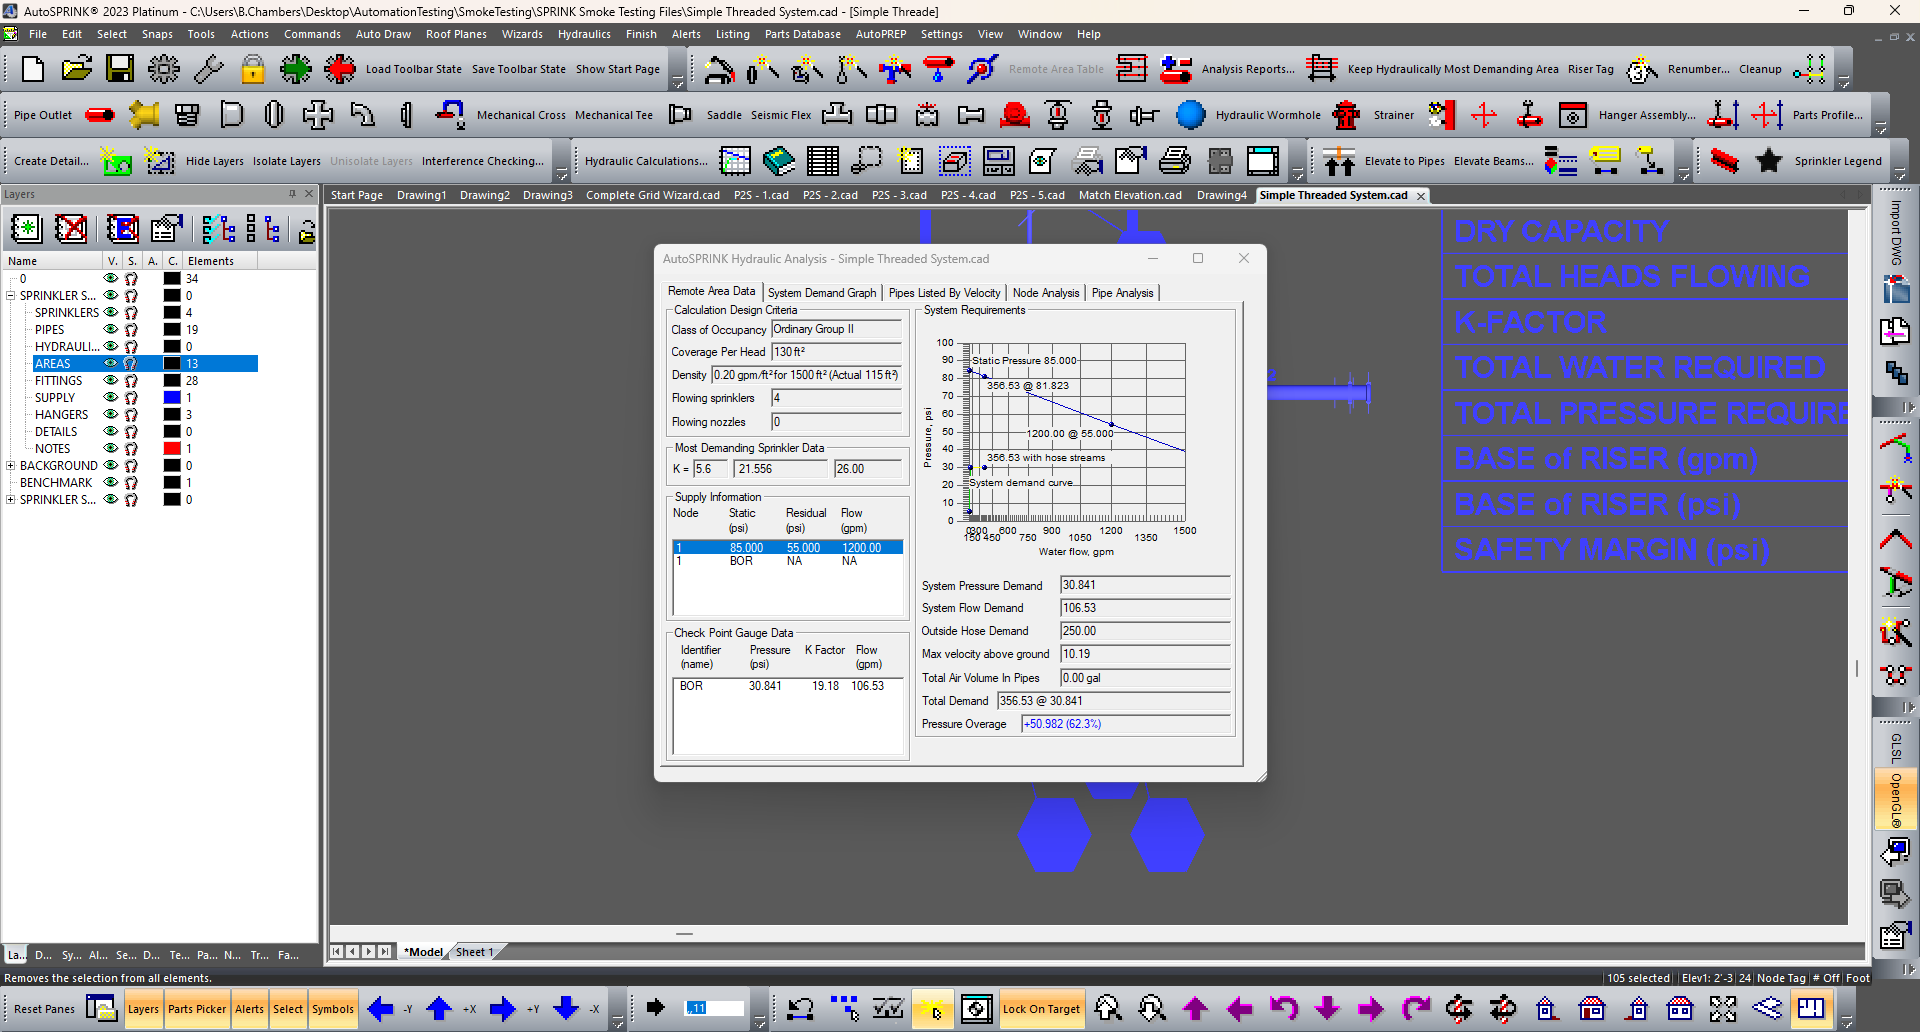 AutoSPRINK® 2023 Platinum - C:\Users\B.Chambers\Desktop\AutomationTesting\SmokeTesting\SPRINK Smoke Testing Files\Simple Threaded System.cad - [Simple Threade]
File Edit Select Snaps Tools Actions Commands Auto Draw Roof Planes Wizards Hydraulics Finish Alerts Listing Parts Database AutoPREP Settings View Window Help
Load Toolbar State Save Toolbar State Show Start Page Remote Area Table Analysis Reports... Keep Hydraulically Most Demanding Area Riser Tag Renumber... Cleanup
Pipe Outlet Mechanical Cross Mechanical Tee Saddle Seismic Flex Hydraulic Wormhole Strainer Hanger Assembly... Parts Profile...
Create Detail... Hide Layers Isolate Layers Unisolate Layers Interference Checking... Hydraulic Calculations... Elevate to Pipes Elevate Beams... Sprinkler Legend
Layers
Start Page Drawing1 Drawing2 Drawing3 Complete Grid Wizard.cad P2S - 1.cad P2S - 2.cad P2S - 3.cad P2S - 4.cad P2S - 5.cad Match Elevation.cad Drawing4 Simple Threaded System.cad
Name V. S. A. C. Elements
0 34
SPRINKLER S... 0
SPRINKLERS 4
PIPES 19
HYDRAULI... 0
AREAS 13
FITTINGS 28
SUPPLY 1
HANGERS 3
DETAILS 0
NOTES 1
BACKGROUND 0
BENCHMARK 1
SPRINKLER S... 0
AutoSPRINK Hydraulic Analysis - Simple Threaded System.cad
Remote Area Data System Demand Graph Pipes Listed By Velocity Node Analysis Pipe Analysis
Calculation Design Criteria
Class of Occupancy Ordinary Group II
Coverage Per Head 130 ft²
Density 0.20 gpm/ft² for 1500 ft² (Actual 115 ft²)
Flowing sprinklers 4
Flowing nozzles 0
Most Demanding Sprinkler Data
K = 5.6 21.556 26.00
Supply Information
Node Static Residual Flow
(psi) (psi) (gpm)
1 85.000 55.000 1200.00
1 BOR NA NA
Check Point Gauge Data
Identifier Pressure K Factor Flow
(name) (psi) (gpm)
BOR 30.841 19.18 106.53
System Requirements
Pressure, psi
100
90
80
70
60
50
40
30
20
10
0
Static Pressure 85.000
356.53 @ 81.823
1200.00 @ 55.000
356.53 with hose streams
System demand curve
0 300 600 900 1200 1500
150 450 750 1050 1350
Water flow, gpm
System Pressure Demand 30.841
System Flow Demand 106.53
Outside Hose Demand 250.00
Max velocity above ground 10.19
Total Air Volume In Pipes 0.00 gal
Total Demand 356.53 @ 30.841
Pressure Overage +50.982 (62.3%)
DRY CAPACITY
TOTAL HEADS FLOWING
K-FACTOR
TOTAL WATER REQUIRED
TOTAL PRESSURE REQUIRE
BASE of RISER (gpm)
BASE of RISER (psi)
SAFETY MARGIN (psi)
2
Import DWG
GLSL
OpenGL®
*Model Sheet 1
La... D... Sy... Al... Se... D... Te... Pa... N... Tr... Fa...
Removes the selection from all elements.
105 selected Elev1: 2'-3 24 Node Tag # Off Foot
Reset Panes Layers Parts Picker Alerts Select Symbols -Y +X +Y -X ,,11 Lock On Target